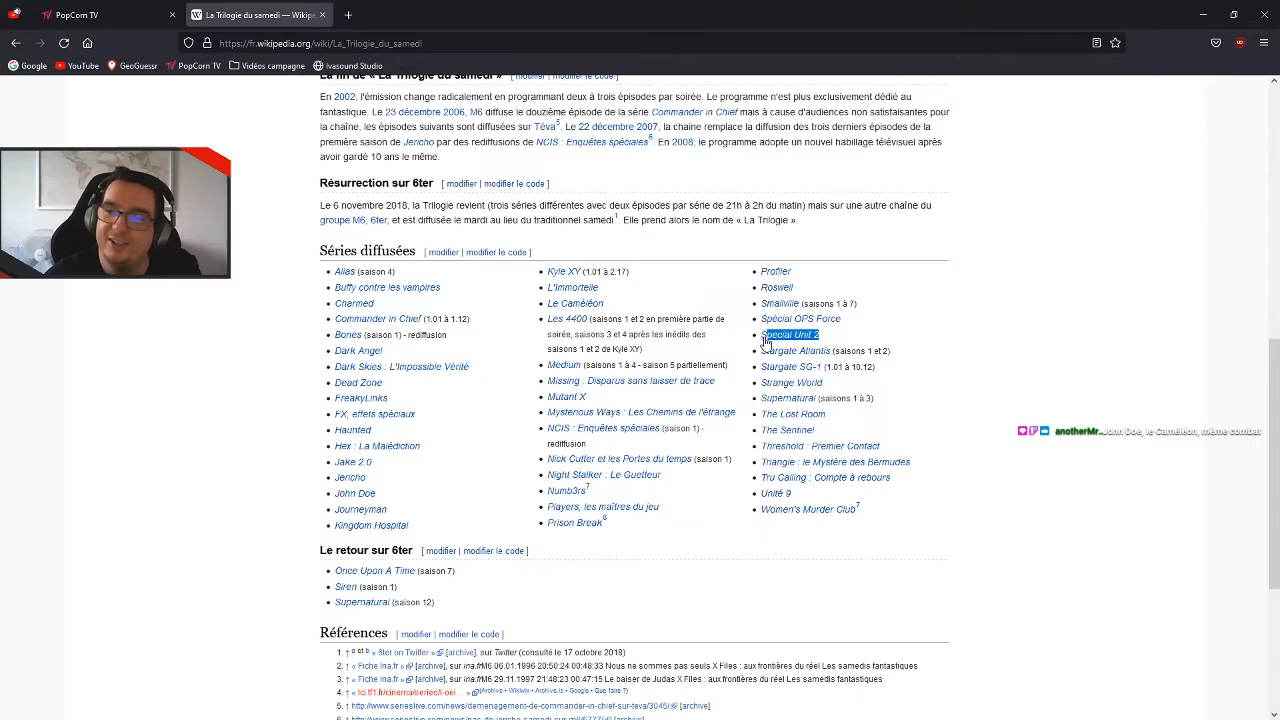 PopCorn TV
La Trilogie du samedi — Wikipé
https://fr.wikipedia.org/wiki/La_Trilogie_du_samedi
Google YouTube GeoGuessr PopCorn TV Vidéos campagne Ivasound Studio
La fin de « La Trilogie du samedi » [ modifier | modifier le code ]
En 2002, l'émission change radicalement en programmant deux à trois épisodes par soirée. Le programme n'est plus exclusivement dédié au
fantastique. Le 23 décembre 2006, M6 diffuse le douzième épisode de la série Commander in Chief mais à cause d'audiences non satisfaisantes pour
la chaîne, les épisodes suivants sont diffusées sur Téva5. Le 22 décembre 2007, la chaine remplace la diffusion des trois derniers épisodes de la
première saison de Jericho par des rediffusions de NCIS : Enquêtes spéciales6. En 2008, le programme adopte un nouvel habillage télévisuel après
avoir gardé 10 ans le même.
Résurrection sur 6ter [ modifier | modifier le code ]
Le 6 novembre 2018, la Trilogie revient (trois séries différentes avec deux épisodes par série de 21h à 2h du matin) mais sur une autre chaîne du
groupe M6, 6ter, et est diffusée le mardi au lieu du traditionnel samedi1. Elle prend alors le nom de « La Trilogie ».
Séries diffusées [ modifier | modifier le code ]
Alias (saison 4)
Buffy contre les vampires
Charmed
Commander in Chief (1.01 à 1.12)
Bones (saison 1) - rediffusion
Dark Angel
Dark Skies : L'Impossible Vérité
Dead Zone
FreakyLinks
FX, effets spéciaux
Haunted
Hex : La Malédiction
Jake 2.0
Jericho
John Doe
Journeyman
Kingdom Hospital
Kyle XY (1.01 à 2.17)
L'Immortelle
Le Caméléon
Les 4400 (saisons 1 et 2 en première partie de
soirée, saisons 3 et 4 après les inédits des
saisons 1 et 2 de Kyle XY)
Medium (saisons 1 à 4 - saison 5 partiellement)
Missing : Disparus sans laisser de trace
Mutant X
Mysterious Ways : Les Chemins de l'étrange
NCIS : Enquêtes spéciales (saison 1) -
rediffusion
Nick Cutter et les Portes du temps (saison 1)
Night Stalker : Le Guetteur
Numb3rs7
Players, les maîtres du jeu
Prison Break8
Profiler
Roswell
Smallville (saisons 1 à 7)
Spécial OPS Force
Special Unit 2
Stargate Atlantis (saisons 1 et 2)
Stargate SG-1 (1.01 à 10.12)
Strange World
Supernatural (saisons 1 à 3)
The Lost Room
The Sentinel
Threshold : Premier Contact
Triangle : le Mystère des Bermudes
Tru Calling : Compte à rebours
Unité 9
Women's Murder Club7
anotherMr... John Doe, le Caméléon, même combat
Le retour sur 6ter [ modifier | modifier le code ]
Once Upon A Time (saison 7)
Siren (saison 1)
Supernatural (saison 12)
Références [ modifier | modifier le code ]
1. ↑ a et b « 6ter on Twitter » [archive], sur Twitter (consulté le 17 octobre 2018)
2. ↑ « Fiche Ina.fr » [archive], sur ina.frM6 06.01.1996 20:50:24 00:48:33 Nous ne sommes pas seuls X Files : aux frontières du réel Les samedis fantastiques
3. ↑ « Fiche Ina.fr » [archive], sur ina.frM6 29.11.1997 21:48:23 00:47:15 Le baiser de Judas X Files : aux frontières du réel Les samedis fantastiques
4. ↑ « lci.tf1.fr/cinema/series/l-oei... » (Archive • Wikiwix • Archive.is • Google • Que faire ?)
5. ↑ http://www.serieslive.com/news/demenagement-de-commander-in-chief-sur-teva/3045/ [archive]